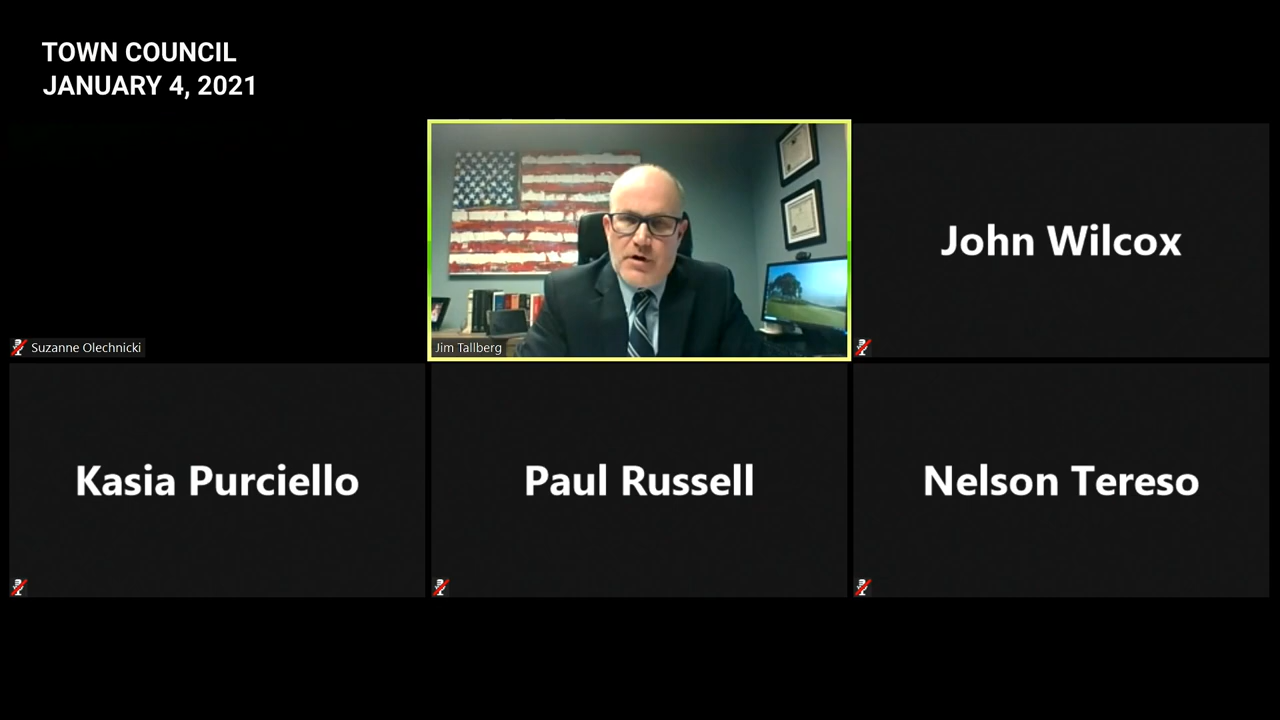 TOWN COUNCIL
JANUARY 4, 2021
Suzanne Olechnicki
Jim Tallberg
John Wilcox
Kasia Purciello
Paul Russell
Nelson Tereso